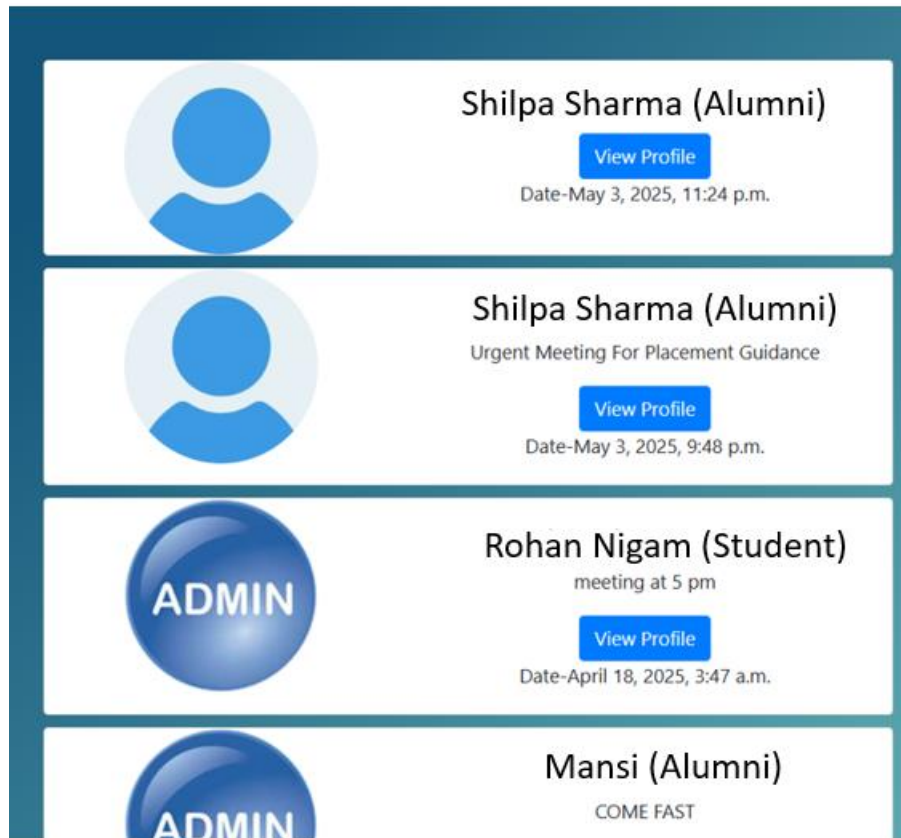 Shilpa Sharma (Alumni)
View Profile
Date-May 3, 2025, 11:24 p.m.
Shilpa Sharma (Alumni)
Urgent Meeting For Placement Guidance
View Profile
Date-May 3, 2025, 9:48 p.m.
ADMIN
Rohan Nigam (Student)
meeting at 5 pm
View Profile
Date-April 18, 2025, 3:47 a.m.
Mansi (Alumni)
COME FAST
ADMIN